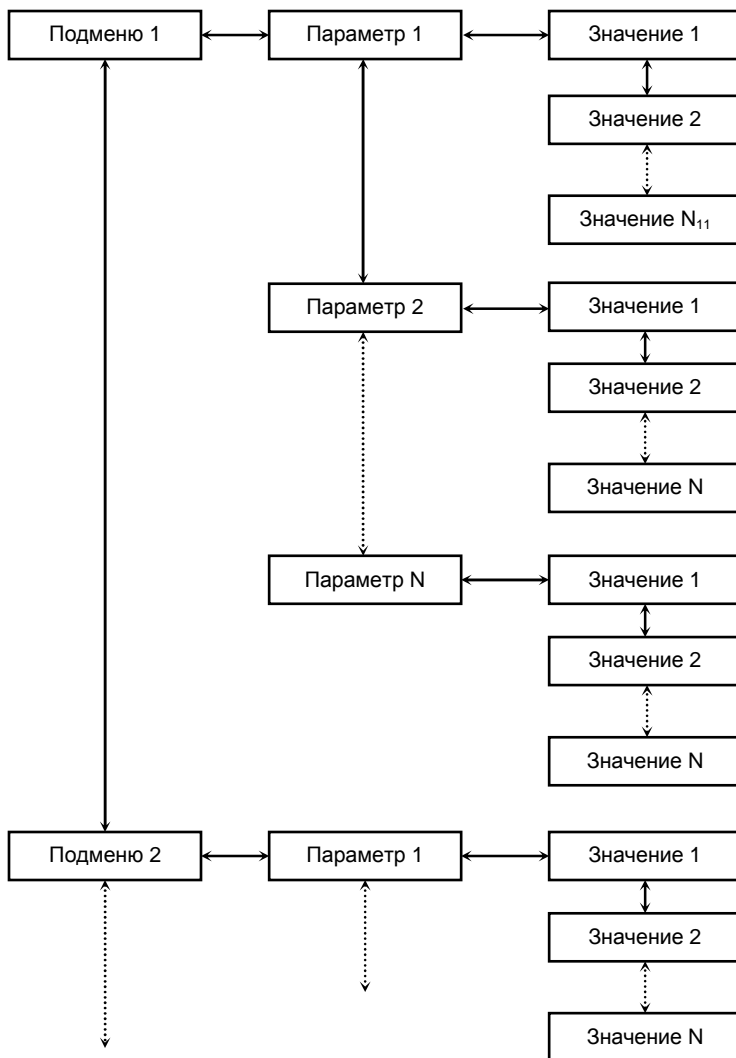 Подменю 1
Параметр 1
Значение 1
Значение 2
Значение N₁₁
Параметр 2
Значение 1
Значение 2
Значение N
Параметр N
Значение 1
Значение 2
Значение N
Подменю 2
Параметр 1
Значение 1
Значение 2
Значение N